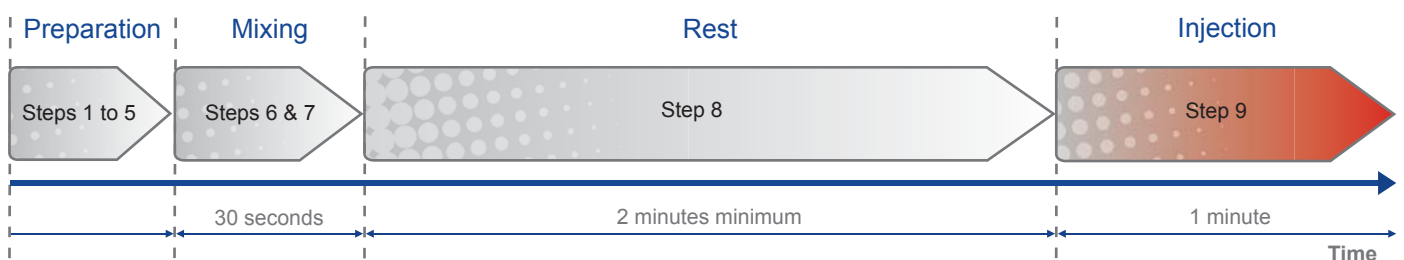 Preparation
Mixing
Rest
Injection
Steps 1 to 5
Steps 6 & 7
Step 8
Step 9
30 seconds
2 minutes minimum
1 minute
Time